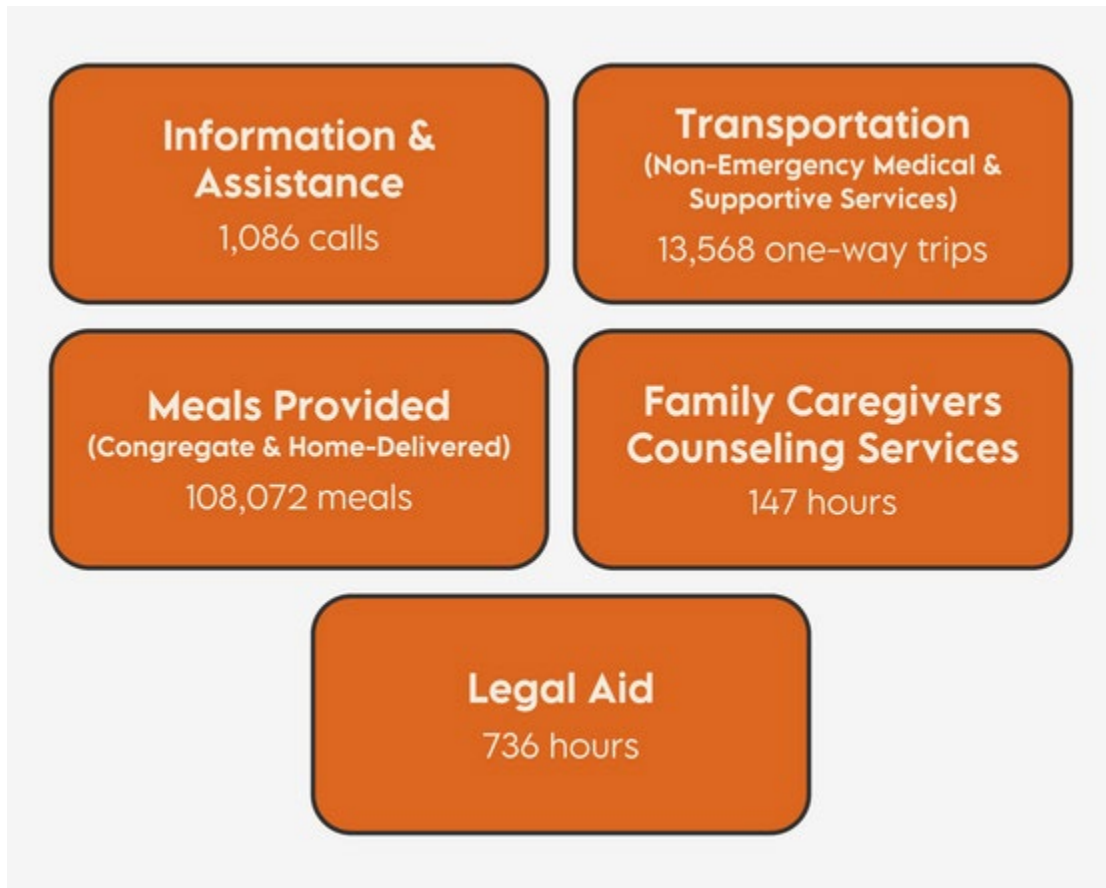 Information &
Assistance
1,086 calls
Transportation
(Non-Emergency Medical &
Supportive Services)
13,568 one-way trips
Meals Provided
(Congregate & Home-Delivered)
108,072 meals
Family Caregivers
Counseling Services
147 hours
Legal Aid
736 hours